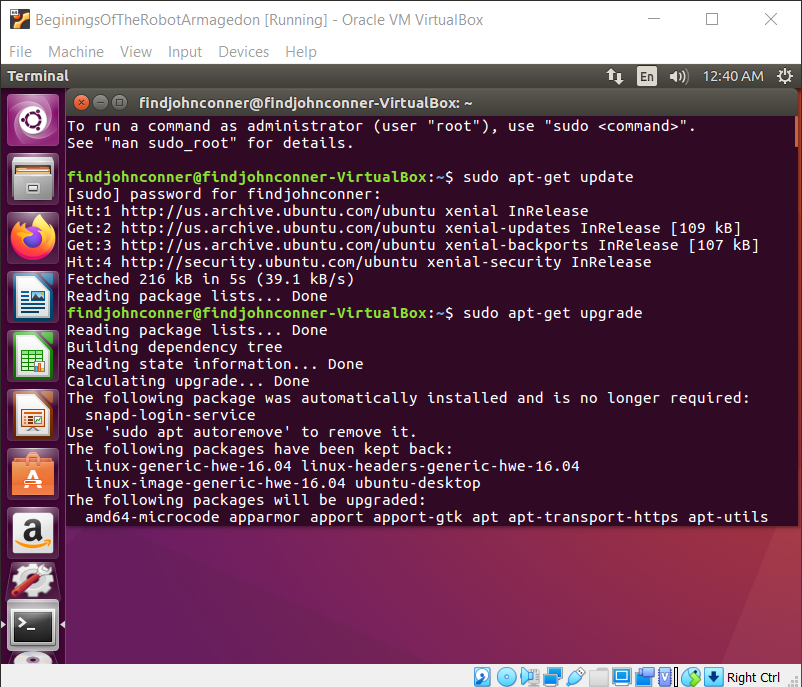 BeginingsOfTheRobotArmagedon [Running] - Oracle VM VirtualBox
File Machine View Input Devices Help
Terminal En 12:40 AM
findjohnconner@findjohnconner-VirtualBox: ~
To run a command as administrator (user "root"), use "sudo <command>".
See "man sudo_root" for details.
findjohnconner@findjohnconner-VirtualBox:~$ sudo apt-get update
[sudo] password for findjohnconner:
Hit:1 http://us.archive.ubuntu.com/ubuntu xenial InRelease
Get:2 http://us.archive.ubuntu.com/ubuntu xenial-updates InRelease [109 kB]
Get:3 http://us.archive.ubuntu.com/ubuntu xenial-backports InRelease [107 kB]
Hit:4 http://security.ubuntu.com/ubuntu xenial-security InRelease
Fetched 216 kB in 5s (39.1 kB/s)
Reading package lists... Done
findjohnconner@findjohnconner-VirtualBox:~$ sudo apt-get upgrade
Reading package lists... Done
Building dependency tree
Reading state information... Done
Calculating upgrade... Done
The following package was automatically installed and is no longer required:
  snapd-login-service
Use 'sudo apt autoremove' to remove it.
The following packages have been kept back:
  linux-generic-hwe-16.04 linux-headers-generic-hwe-16.04
  linux-image-generic-hwe-16.04 ubuntu-desktop
The following packages will be upgraded:
  amd64-microcode apparmor apport apport-gtk apt apt-transport-https apt-utils
Right Ctrl